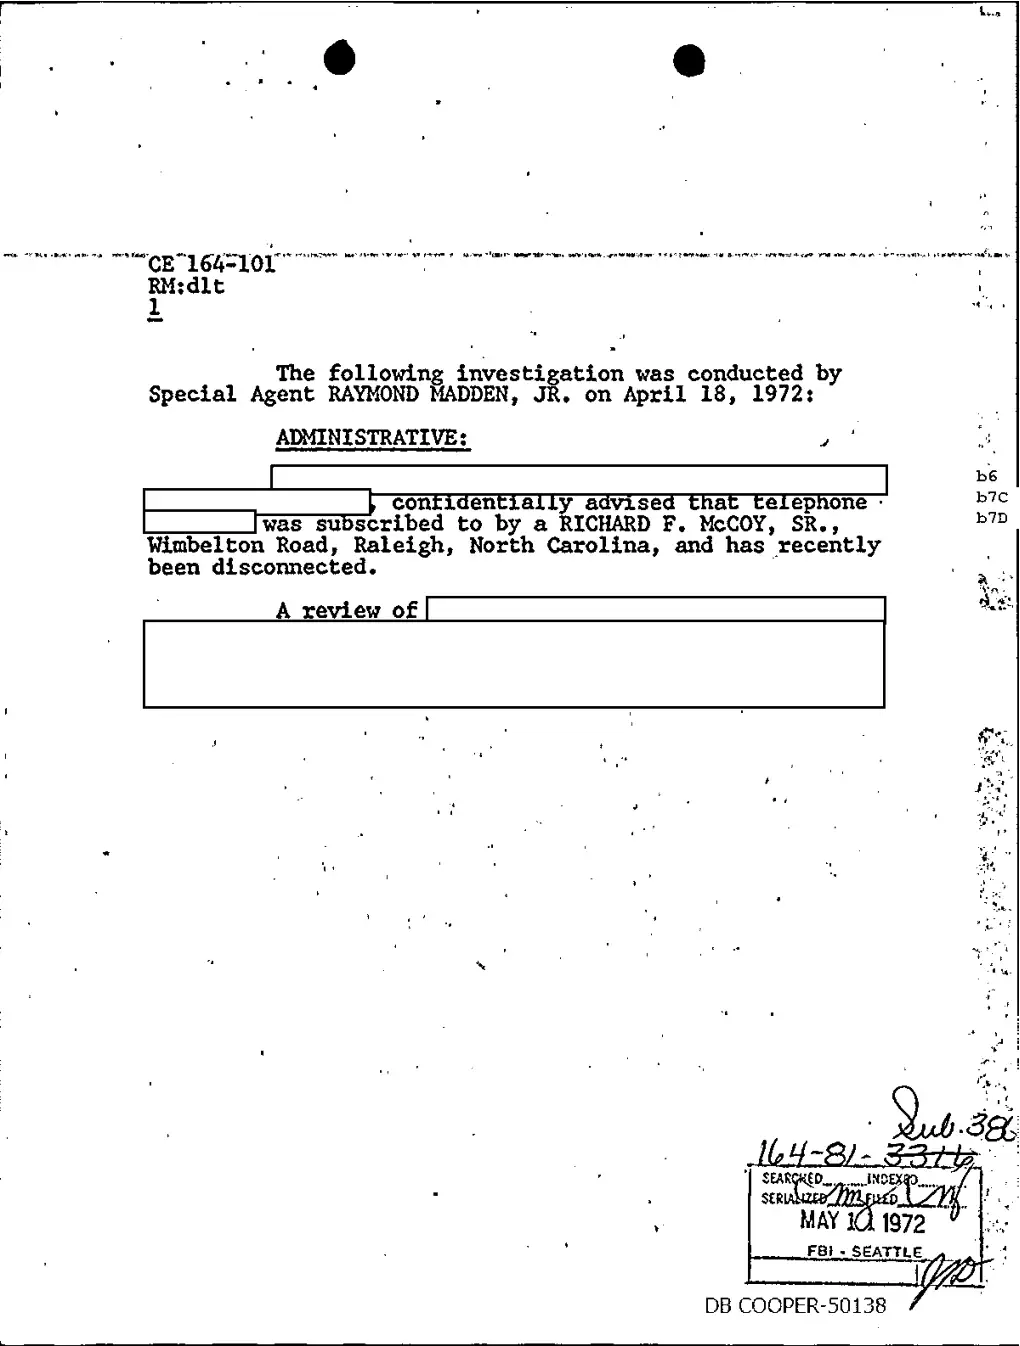 CE 164-101
RM:dlt
1
The following investigation was conducted by
Special Agent RAYMOND MADDEN, JR. on April 18, 1972:
ADMINISTRATIVE:
b6
, confidentially advised that telephone
b7C
was subscribed to by a RICHARD F. McCOY, SR.,
b7D
Wimbelton Road, Raleigh, North Carolina, and has recently
been disconnected.
A review of
Sub. 38
164-81-3316
SEARCHED INDEXED
SERIALIZED FILED
MAY 10 1972
FBI - SEATTLE
DB COOPER-50138